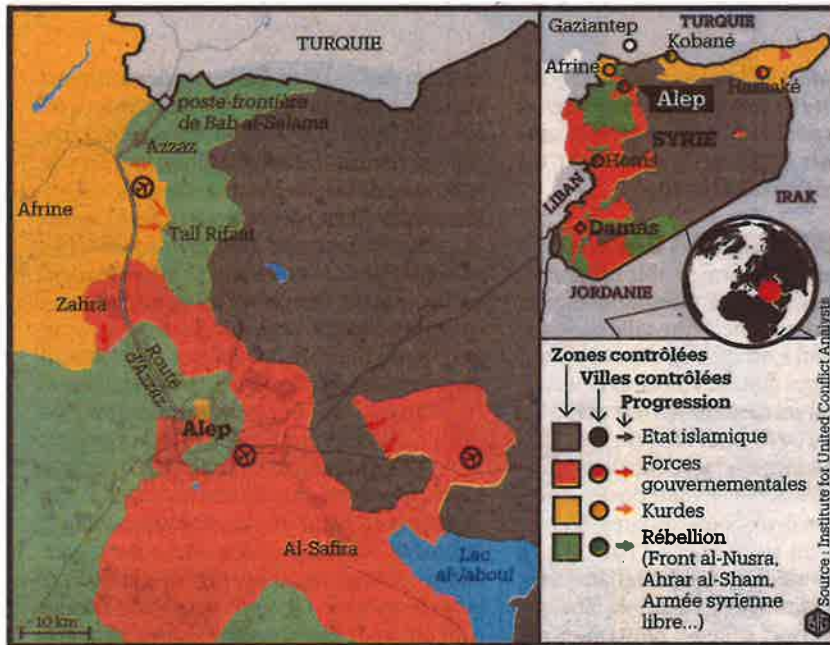 TURQUIE
poste-frontière
de Bab al-Salama
Azzaz
Afrine
Tall Rifaat
Zahra
Route
d'Azzaz
Alep
Al-Safira
Lac
al-Jaboul
10 km
TURQUIE
Gaziantep
Kobané
Afrine
Hassaké
Alep
SYRIE
Homs
LIBAN
IRAK
Damas
JORDANIE
Zones contrôlées
Villes contrôlées
Progression
Etat islamique
Forces
gouvernementales
Kurdes
Rébellion
(Front al-Nusra,
Ahrar al-Sham,
Armée syrienne
libre...)
Source : Institute for United Conflict Analysts